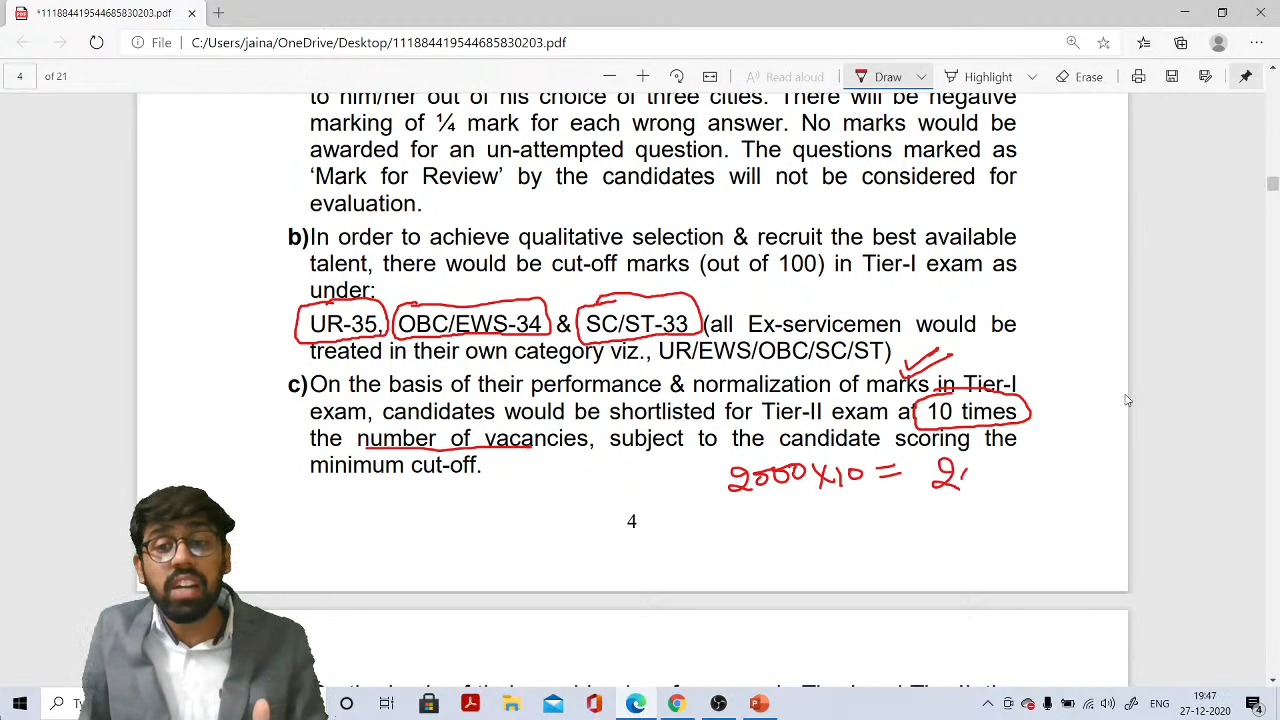 *111884419544685830203.pdf
File C:/Users/jaina/OneDrive/Desktop/111884419544685830203.pdf
4 of 21 Read aloud Draw Highlight Erase
to him/her out of his choice of three cities. There will be negative
marking of ¼ mark for each wrong answer. No marks would be
awarded for an un-attempted question. The questions marked as
‘Mark for Review’ by the candidates will not be considered for
evaluation.
b)In order to achieve qualitative selection & recruit the best available
talent, there would be cut-off marks (out of 100) in Tier-I exam as
under:
UR-35, OBC/EWS-34 & SC/ST-33 (all Ex-servicemen would be
treated in their own category viz., UR/EWS/OBC/SC/ST)
c)On the basis of their performance & normalization of marks in Tier-I
exam, candidates would be shortlisted for Tier-II exam at 10 times
the number of vacancies, subject to the candidate scoring the
minimum cut-off.
2000x10 = 2
4
ENG 19:47
27-12-2020 4